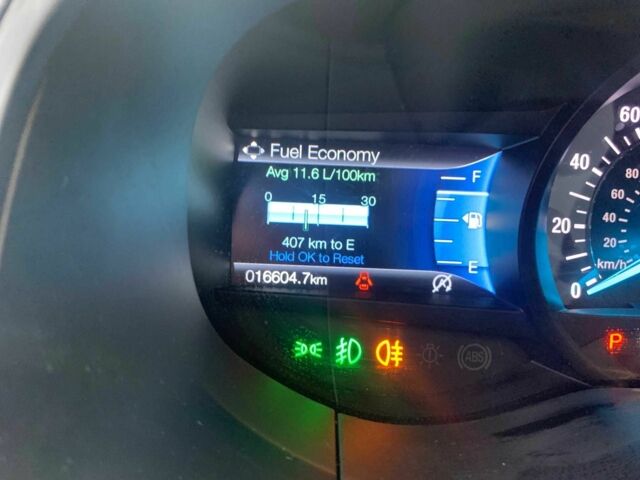 Fuel Economy
Avg 11.6 L/100km
0 15 30
407 km to E
Hold OK to Reset
016604.7km
F
E
60
40
20
0
80
60
40
20
km/h
P
ABS